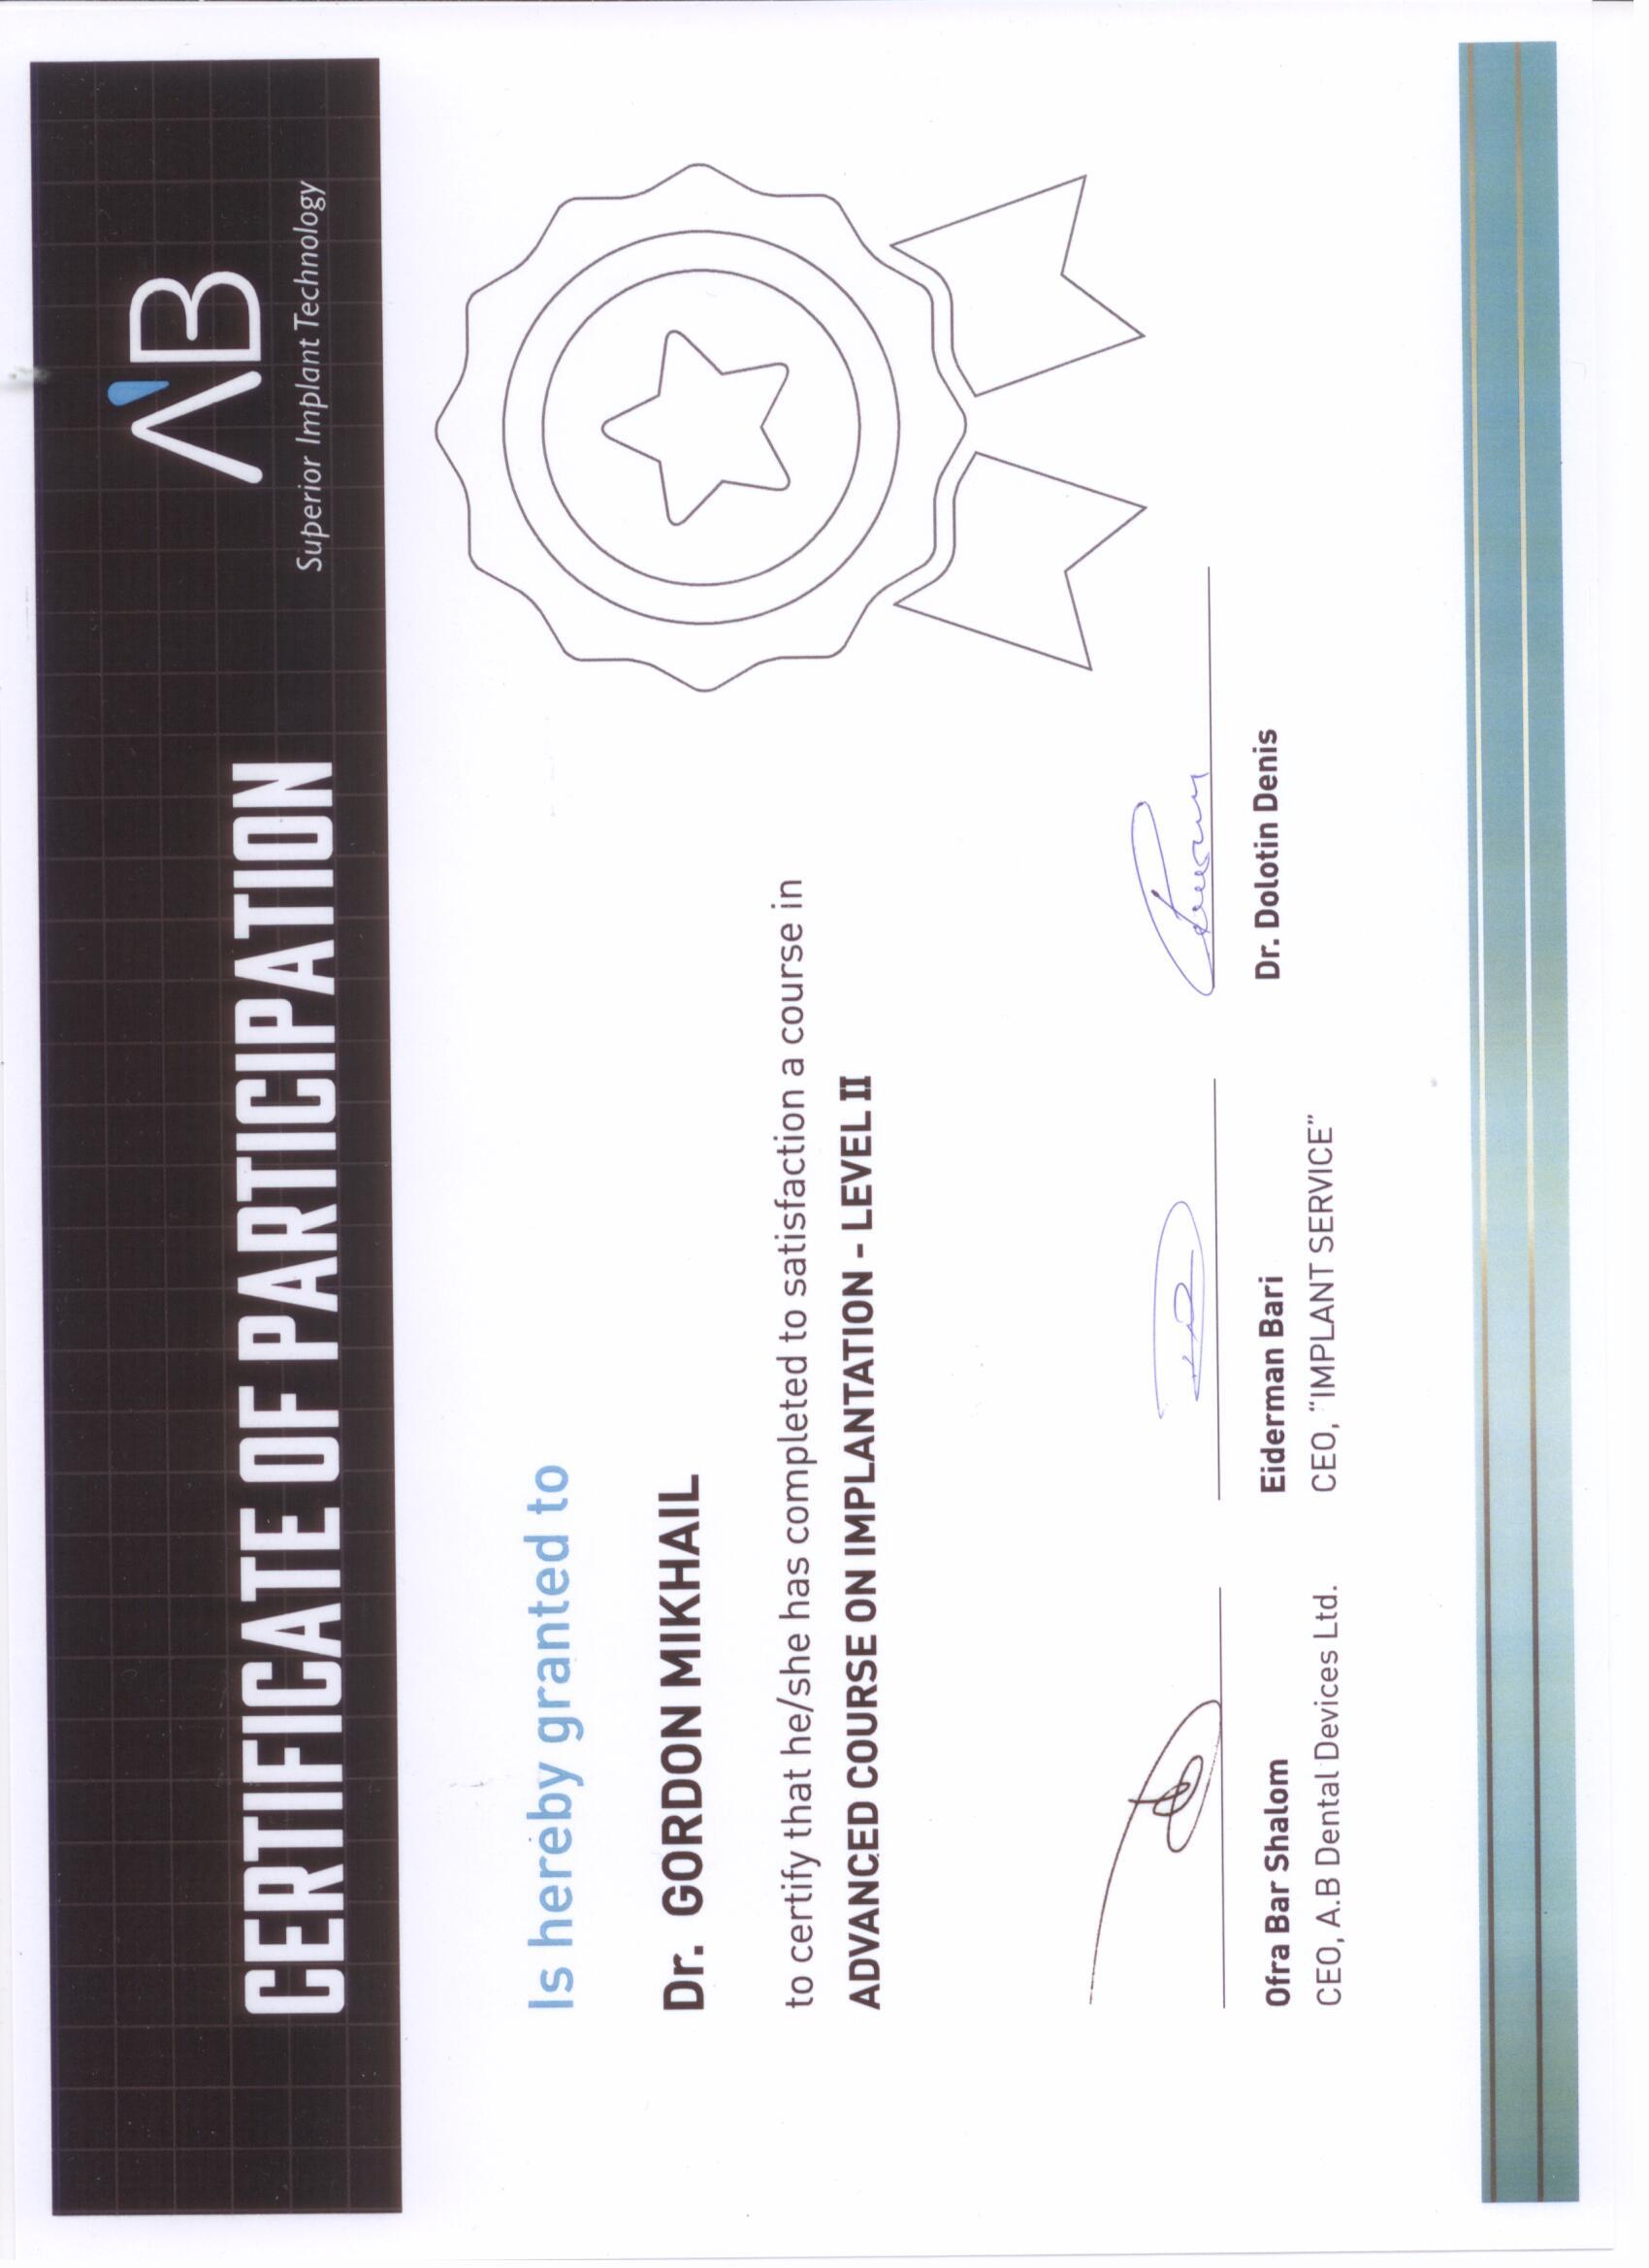 CERTIFICATE OF PARTICIPATION
AB
Superior Implant Technology
Is hereby granted to
Dr. GORDON MIKHAIL
to certify that he/she has completed to satisfaction a course in
ADVANCED COURSE ON IMPLANTATION - LEVEL II
Ofra Bar Shalom
CEO, A.B Dental Devices Ltd.
Eiderman Bari
CEO, “IMPLANT SERVICE”
Dr. Dolotin Denis